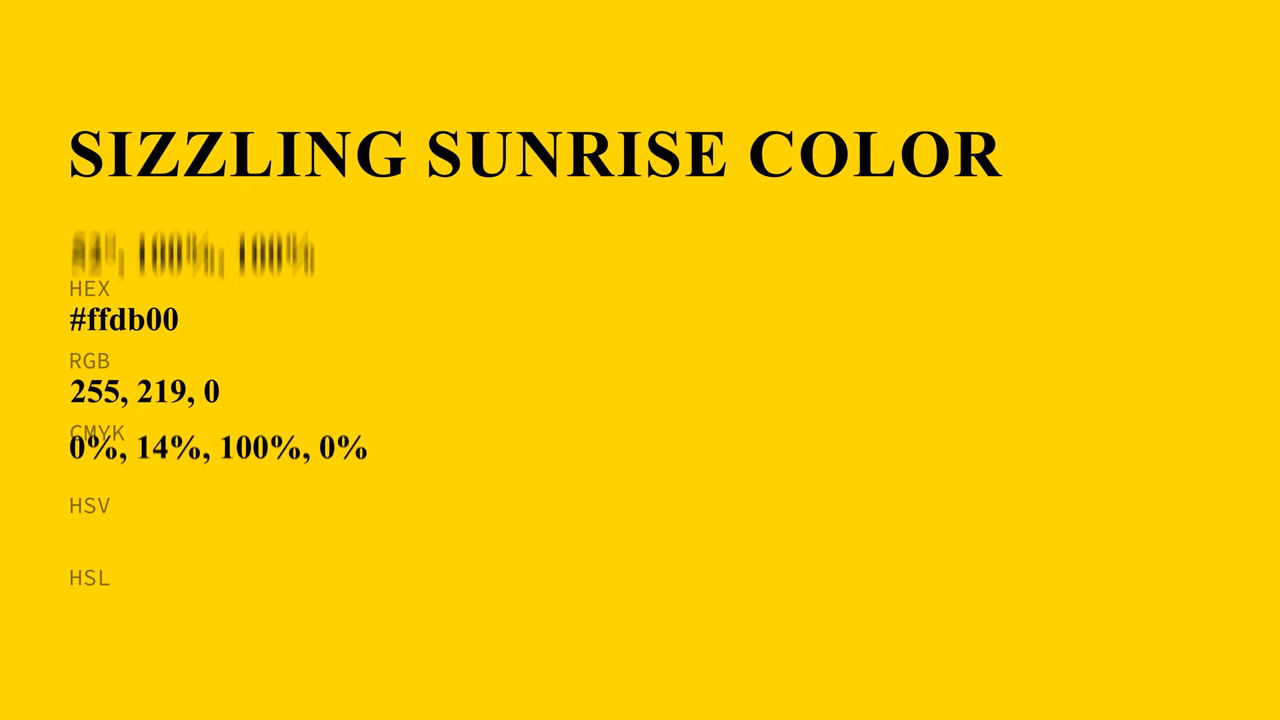 SIZZLING SUNRISE COLOR
100%, 100%
HEX
#ffdb00
RGB
255, 219, 0
CMYK
0%, 14%, 100%, 0%
HSV
HSL